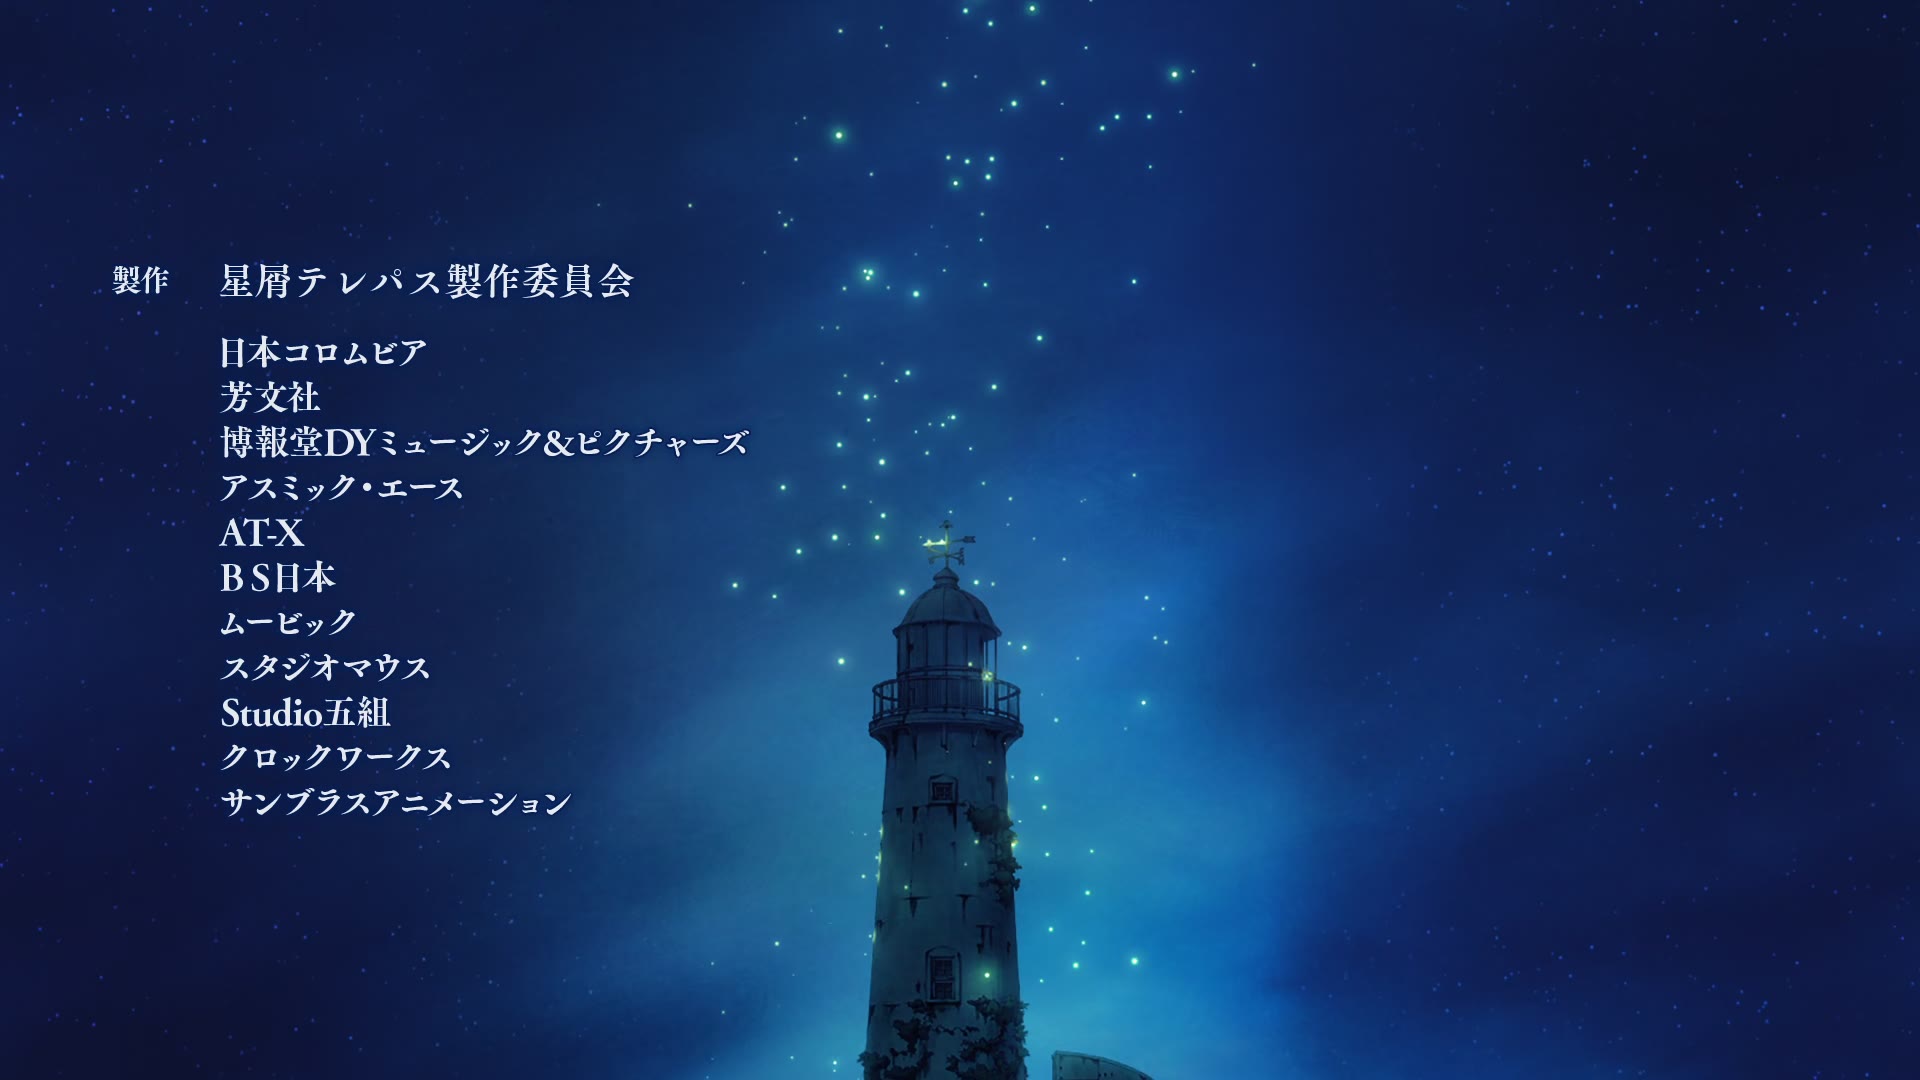 製作 星屑テレパス製作委員会
日本コロムビア
芳文社
博報堂DYミュージック&ピクチャーズ
アスミック・エース
AT-X
BS日本
ムービック
スタジオマウス
Studio五組
クロックワークス
サンブラスアニメーション